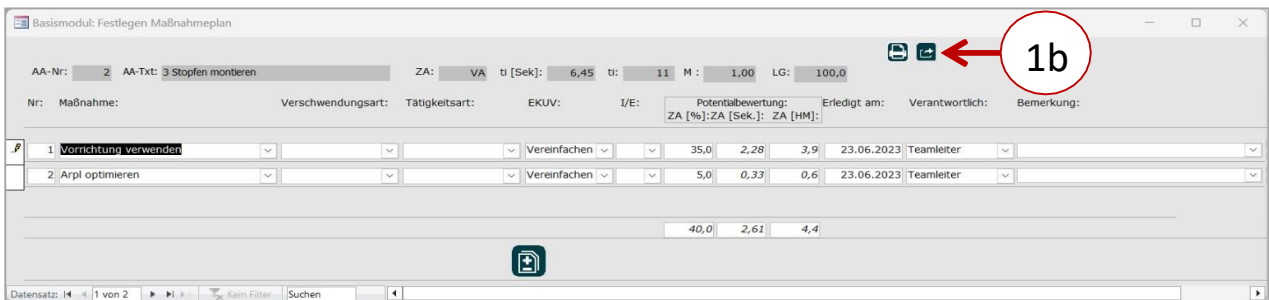 Basismodul: Festlegen Maßnahmeplan
1b
AA-Nr: 2 AA-Txt: 3 Stopfen montieren ZA: VA ti [Sek]: 6,45 ti: 11 M : 1,00 LG: 100,0
Nr: Maßnahme: Verschwendungsart: Tätigkeitsart: EKUV: I/E: Potentialbewertung: Erledigt am: Verantwortlich: Bemerkung:
ZA [%]: ZA [Sek.]: ZA [HM]:
1 Vorrichtung verwenden Vereinfachen 35,0 2,28 3,9 23.06.2023 Teamleiter
2 Arpl optimieren Vereinfachen 5,0 0,33 0,6 23.06.2023 Teamleiter
40,0 2,61 4,4
Datensatz: 1 von 2 Kein Filter Suchen